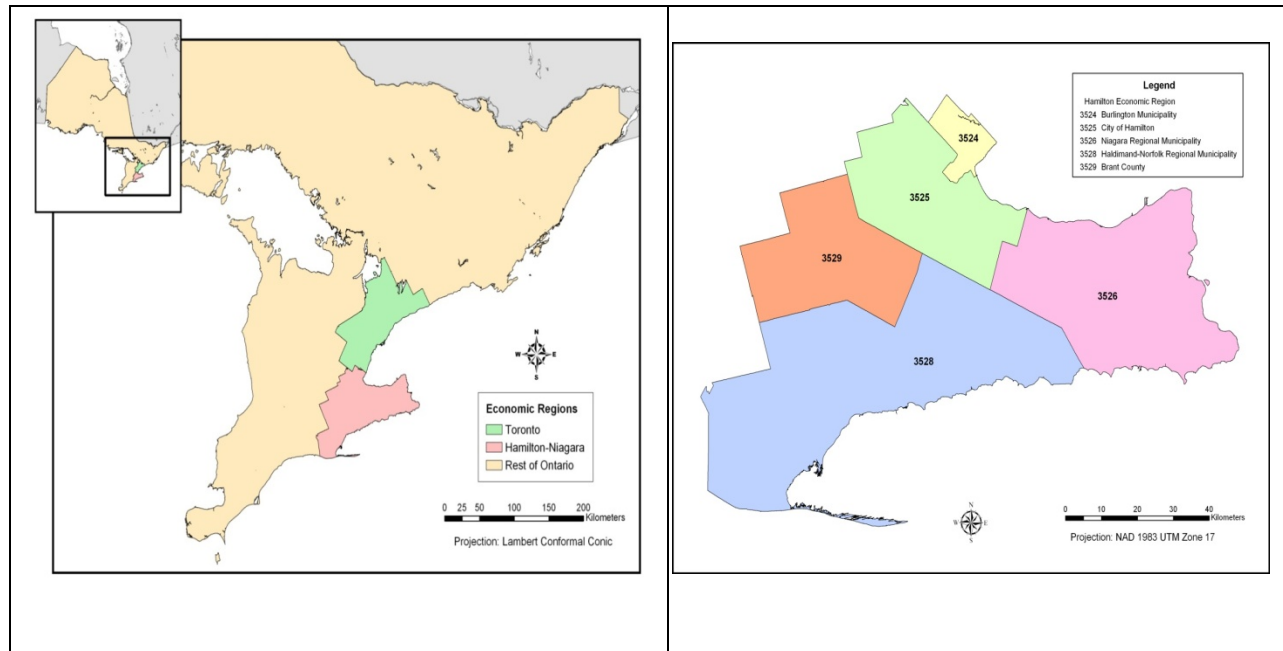 N
W E
S
Economic Regions
Toronto
Hamilton-Niagara
Rest of Ontario
0 25 50 100 150 200
Kilometers
Projection: Lambert Conformal Conic
Legend
Hamilton Economic Region
3524 Burlington Municipality
3525 City of Hamilton
3526 Niagara Regional Municipality
3528 Haldimand-Norfolk Regional Municipality
3529 Brant County
3524
3525
3529
3526
3528
N
W E
S
0 5 10 20 30 40
Kilometers
Projection: NAD 1983 UTM Zone 17